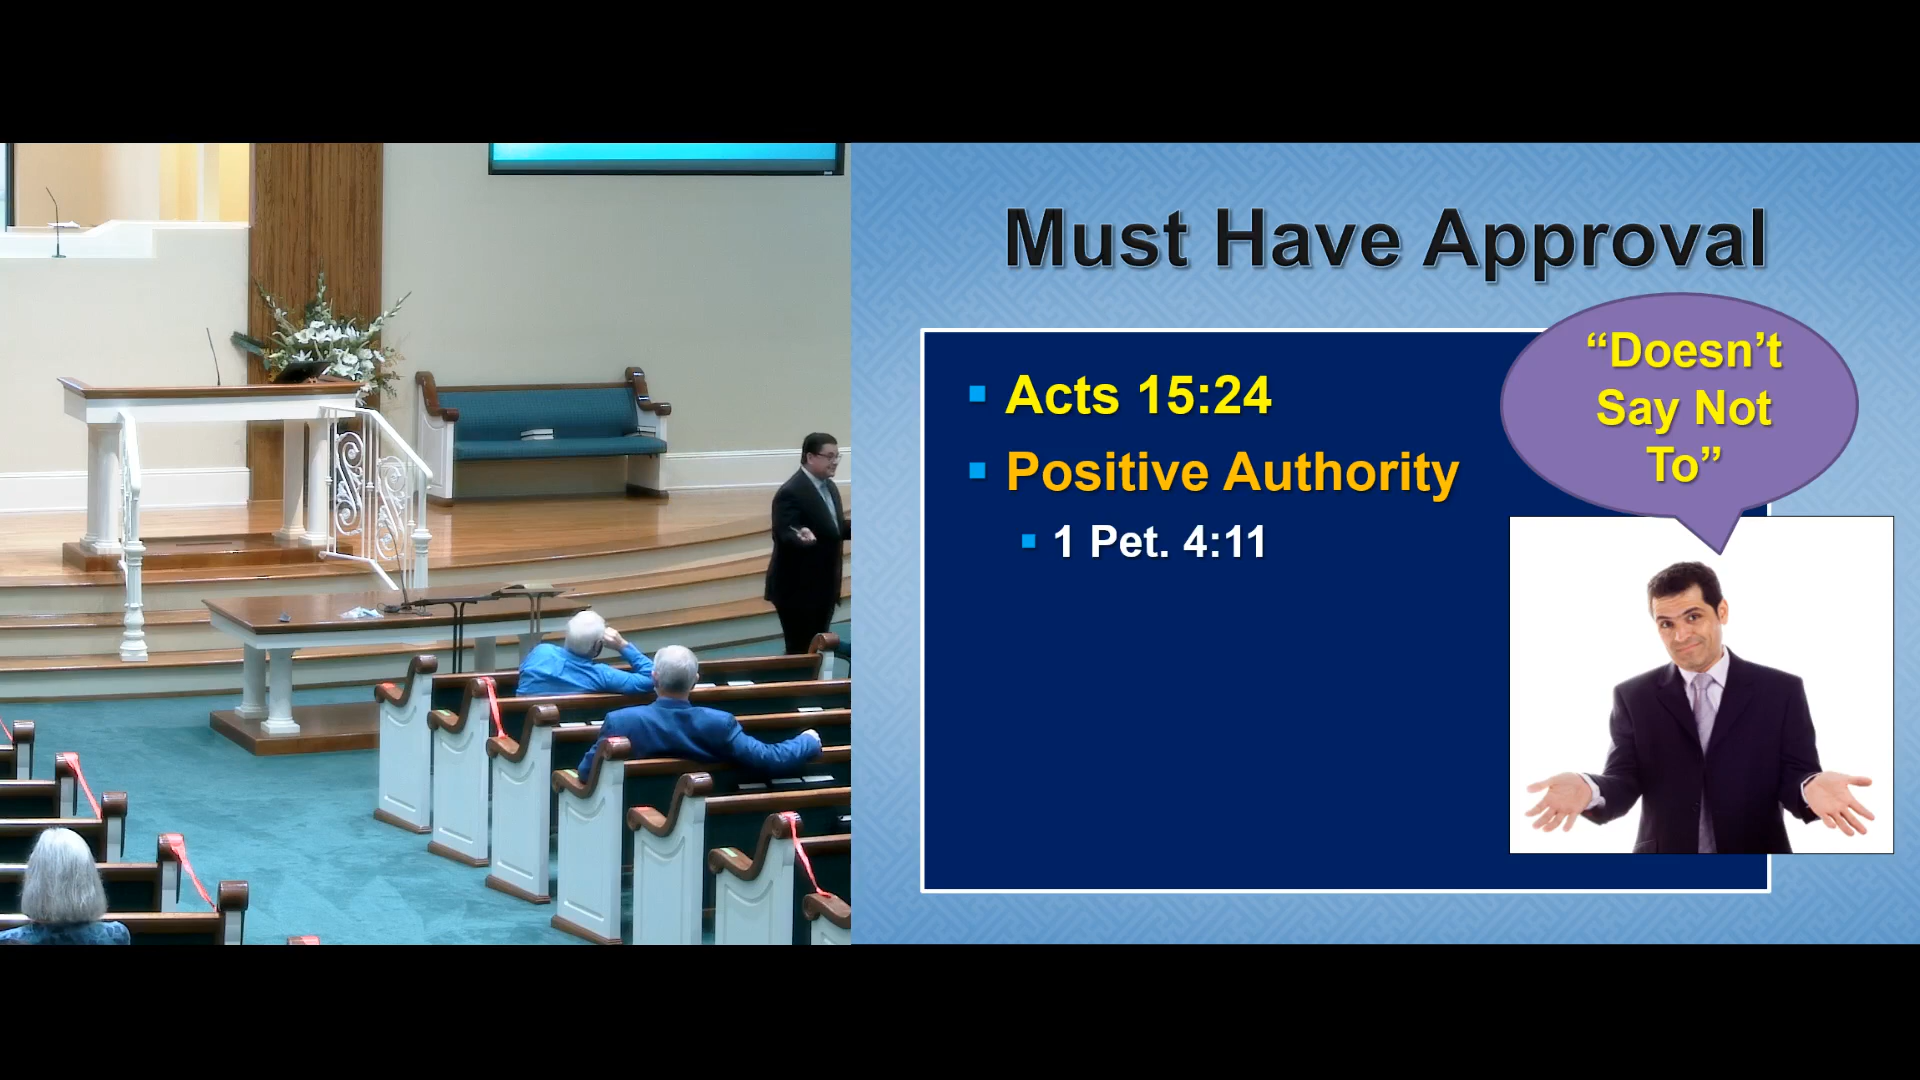 Must Have Approval
“Doesn’t
Say Not
To”
Acts 15:24
Positive Authority
1 Pet. 4:11